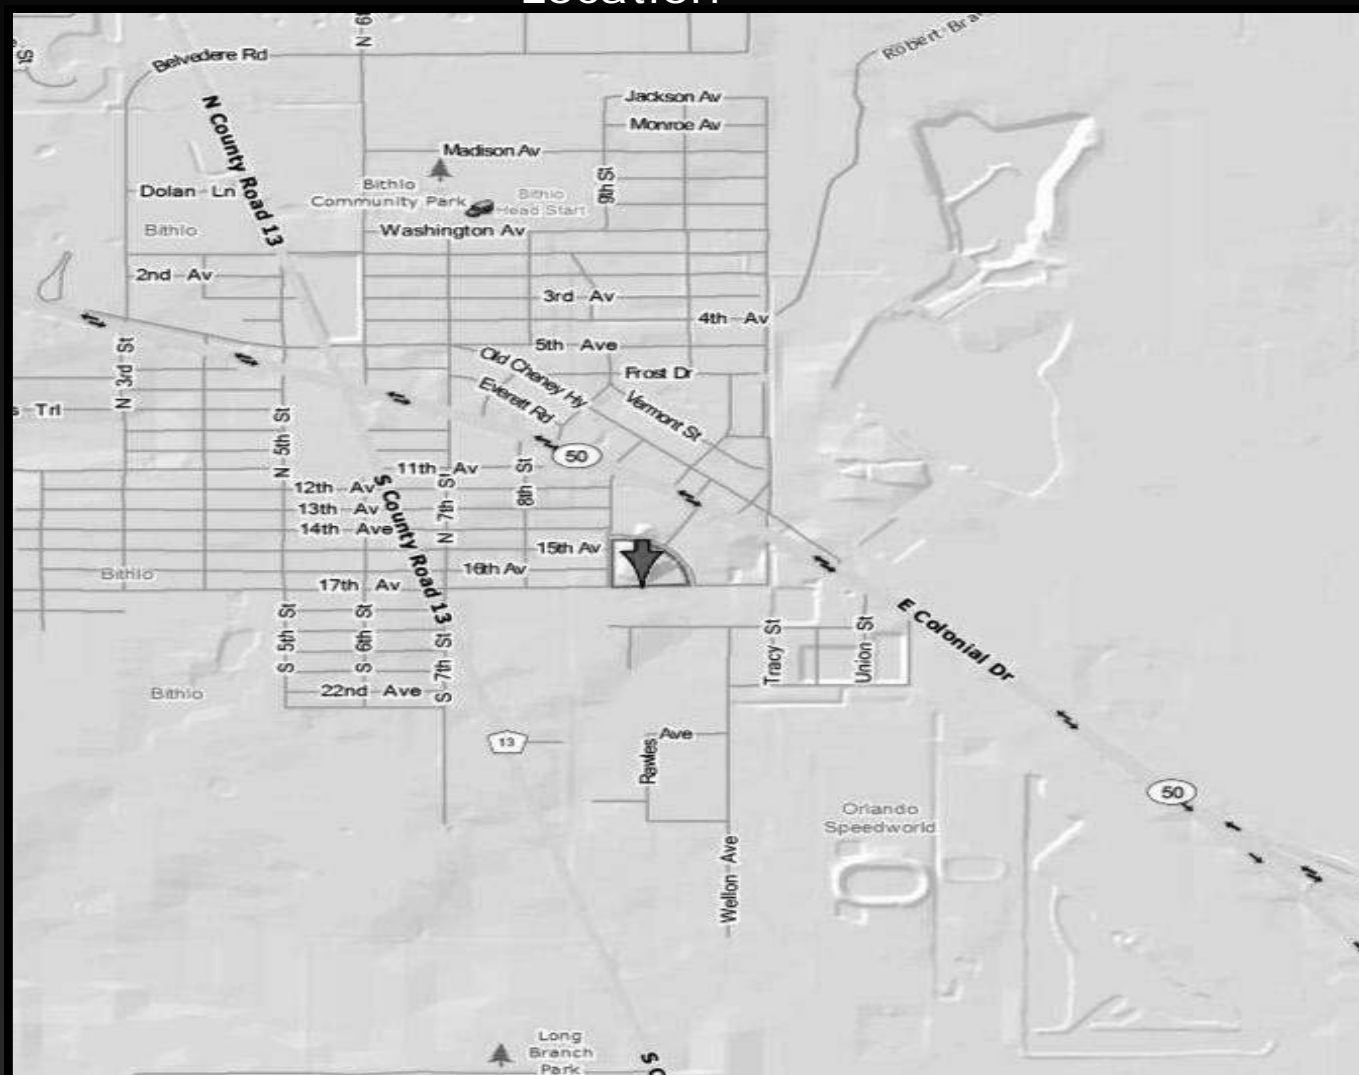 Location
St
N
Belvedere Rd
Robert
Jackson Av
N County Road 13
Monroe Av
Madison Av
Dolan Ln
Bithlo
Community Park
9th St
Bithlo
Head Start
Bithlo
Washington Av
2nd Av
3rd Av
4th Av
5th Ave
N 3rd St
Old Cheney Hy
Frost Dr
Everett Rd
Vermont St
Trl
N 5th St
50
11th Av
8th St
12th Av
N 7th St
S County Road 13
13th Av
14th Ave
15th Av
16th Av
Bithlo
17th Av
E Colonial Dr
S 5th St
S 6th St
S 7th St
Tracy St
Union St
22nd Ave
Bithlo
13
Ave
Rawles
50
Orlando
Speedworld
Wellon Ave
Long
Branch
Park
S